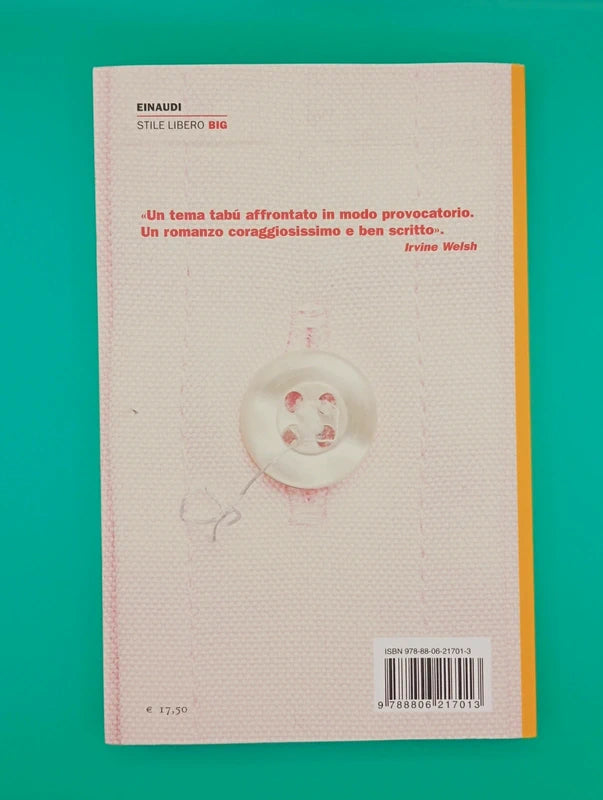 EINAUDI
STILE LIBERO BIG
«Un tema tabú affrontato in modo provocatorio.
Un romanzo coraggiosissimo e ben scritto».
Irvine Welsh
ISBN 978-88-06-21701-3
9 788806 217013
€ 17,50